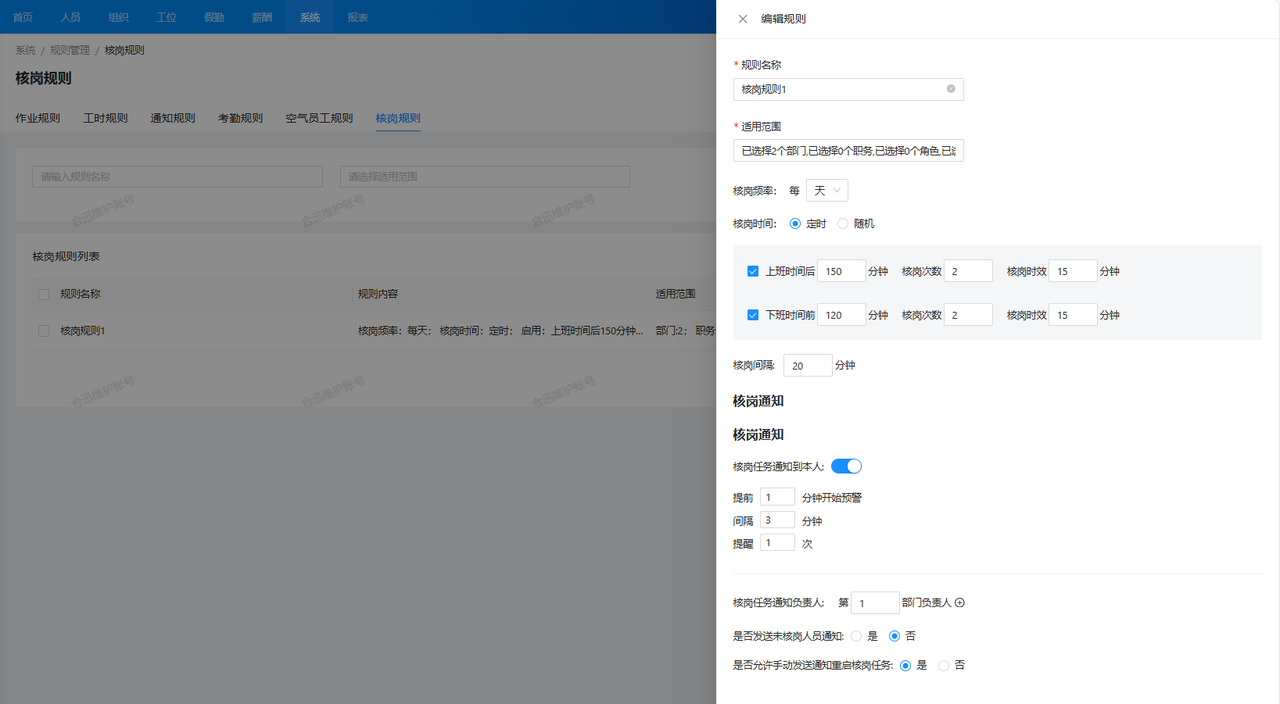 首页 人员 组织 工位 假勤 薪酬 系统 报表
系统 / 规则管理 / 核岗规则
核岗规则
作业规则 工时规则 通知规则 考勤规则 空气员工规则 核岗规则
请输入规则名称 请选择适用范围
合迅维护账号 合迅维护账号 合迅维护账号
核岗规则列表
规则名称 规则内容 适用范围
核岗规则1 核岗频率：每天； 核岗时间：定时； 启用：上班时间后150分钟... 部门:2； 职务
合迅维护账号 合迅维护账号 合迅维护账号
编辑规则
* 规则名称
核岗规则1
* 适用范围
已选择2个部门,已选择0个职务,已选择0个角色,已选
核岗频率： 每 天
核岗时间： 定时 随机
上班时间后 150 分钟 核岗次数 2 核岗时效 15 分钟
下班时间前 120 分钟 核岗次数 2 核岗时效 15 分钟
核岗间隔: 20 分钟
核岗通知
核岗通知
核岗任务通知到本人:
提前 1 分钟开始预警
间隔 3 分钟
提醒 1 次
核岗任务通知负责人: 第 1 部门负责人
是否发送未核岗人员通知: 是 否
是否允许手动发送通知重启核岗任务: 是 否